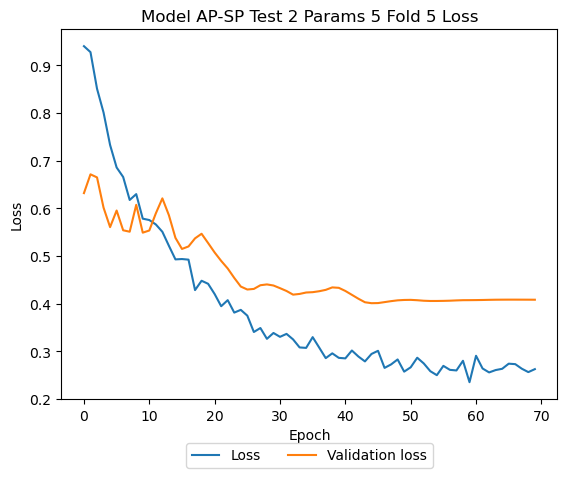 Model AP-SP Test 2 Params 5 Fold 5 Loss
Loss
0.9
0.8
0.7
0.6
0.5
0.4
0.3
0.2
0 10 20 30 40 50 60 70
Epoch
Loss Validation loss